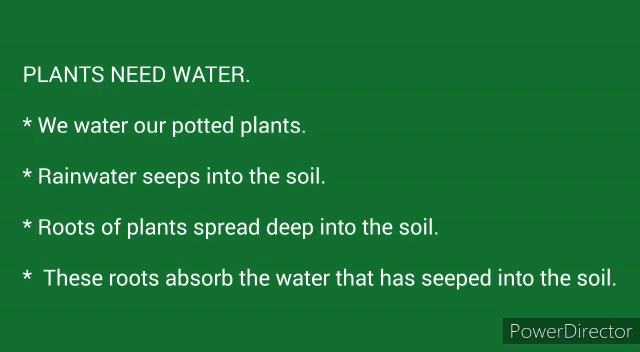 PLANTS NEED WATER.
* We water our potted plants.
* Rainwater seeps into the soil.
* Roots of plants spread deep into the soil.
*  These roots absorb the water that has seeped into the soil.
PowerDirector